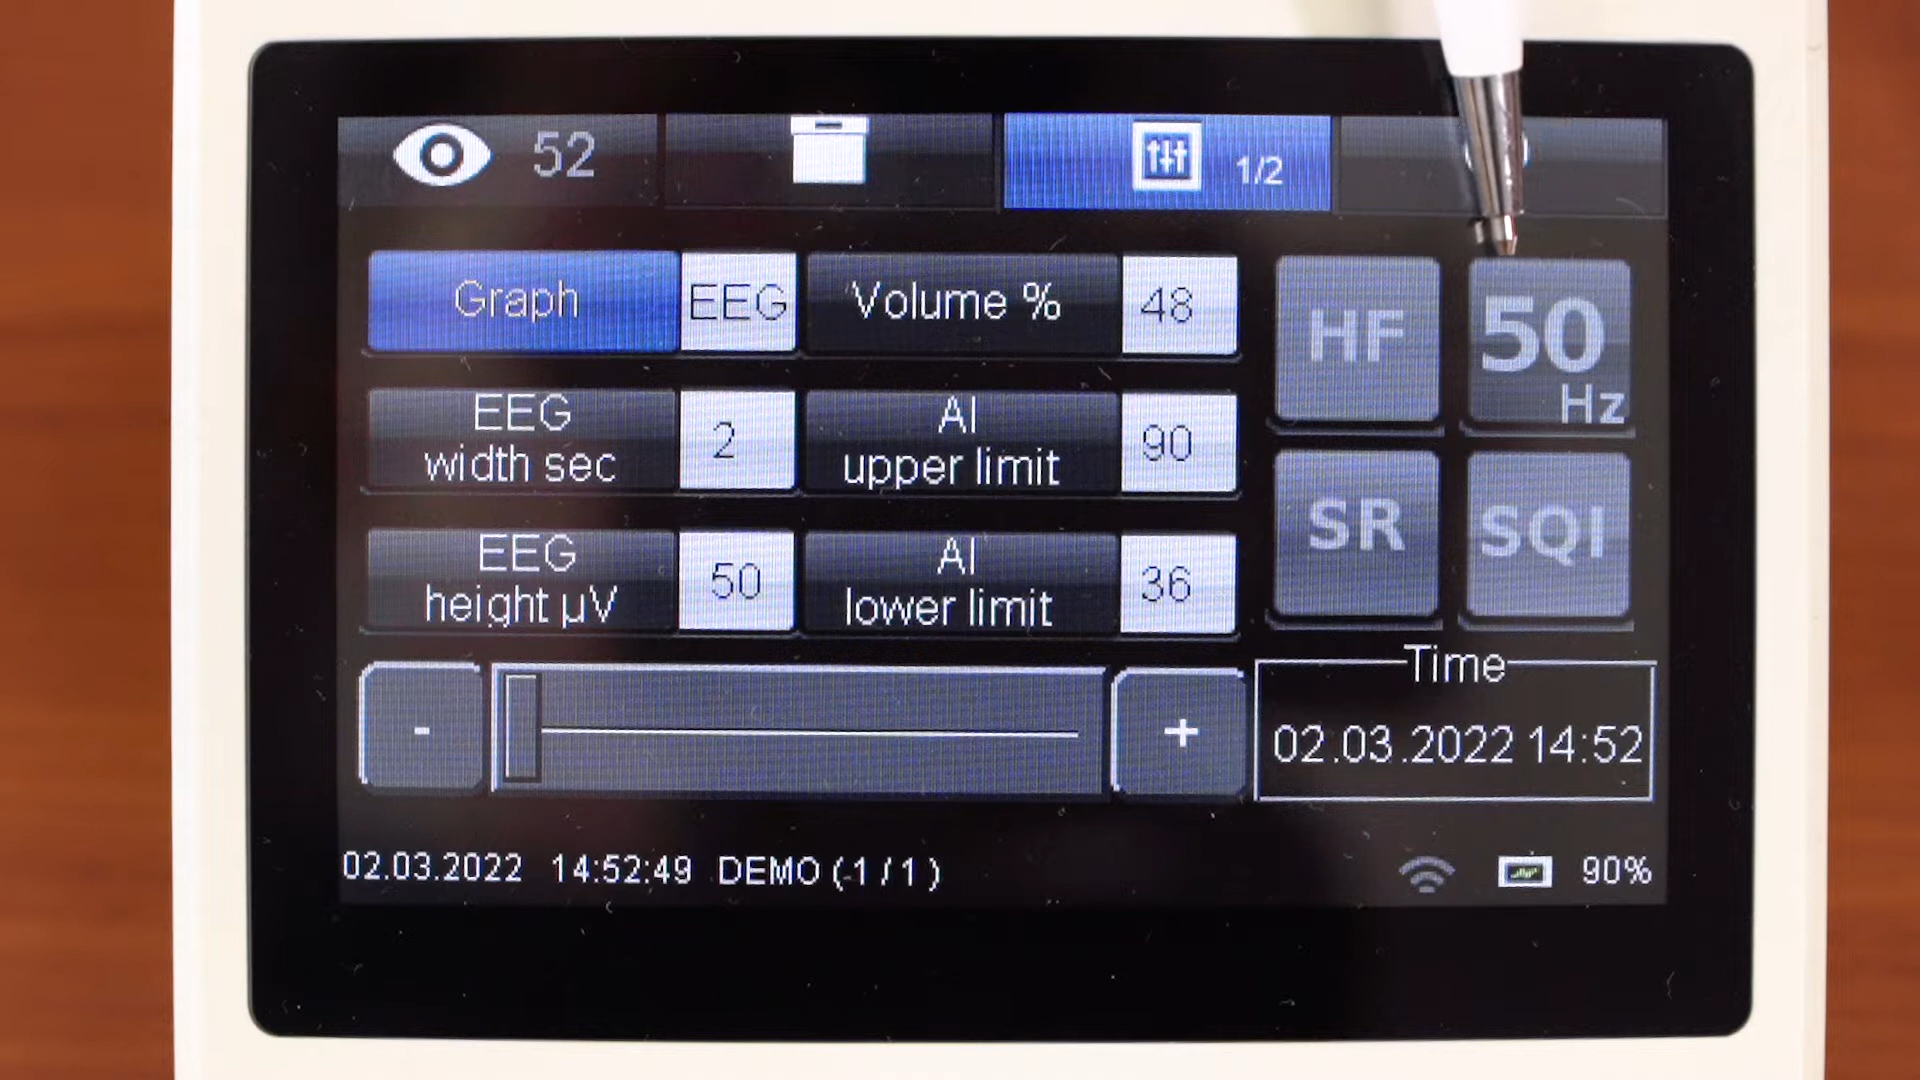 52
1/2
Graph EEG Volume % 48
HF
50
Hz
EEG
width sec
2
AI
upper limit
90
SR
SQI
EEG
height µV
50
AI
lower limit
36
- +
Time
02.03.2022 14:52
02.03.2022 14:52:49 DEMO (-1 / 1 )
90%